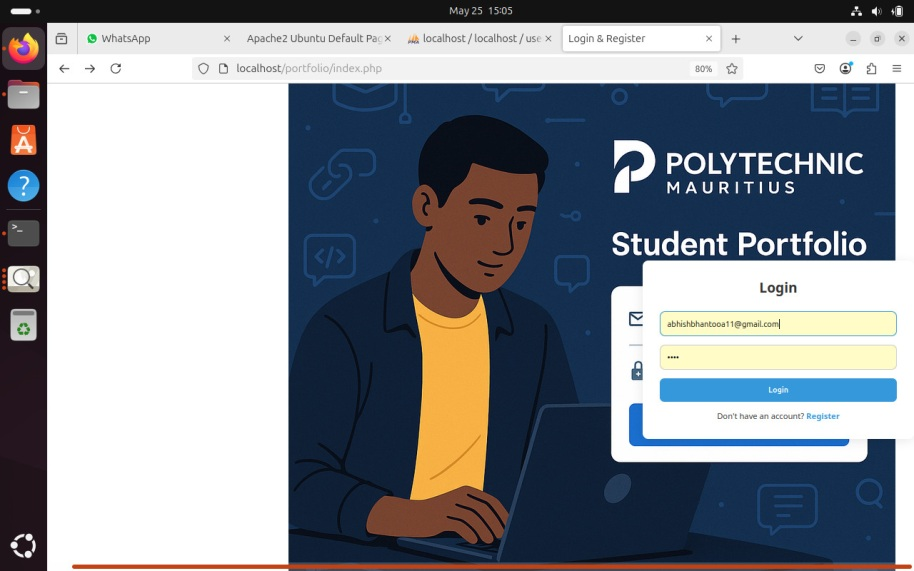 May 25 15:05
WhatsApp
Apache2 Ubuntu Default Pag
localhost / localhost / use
Login & Register
localhost/portfolio/index.php
80%
POLYTECHNIC
MAURITIUS
Student Portfolio
Login
abhishbhantooa11@gmail.com
••••
Login
Don't have an account? Register